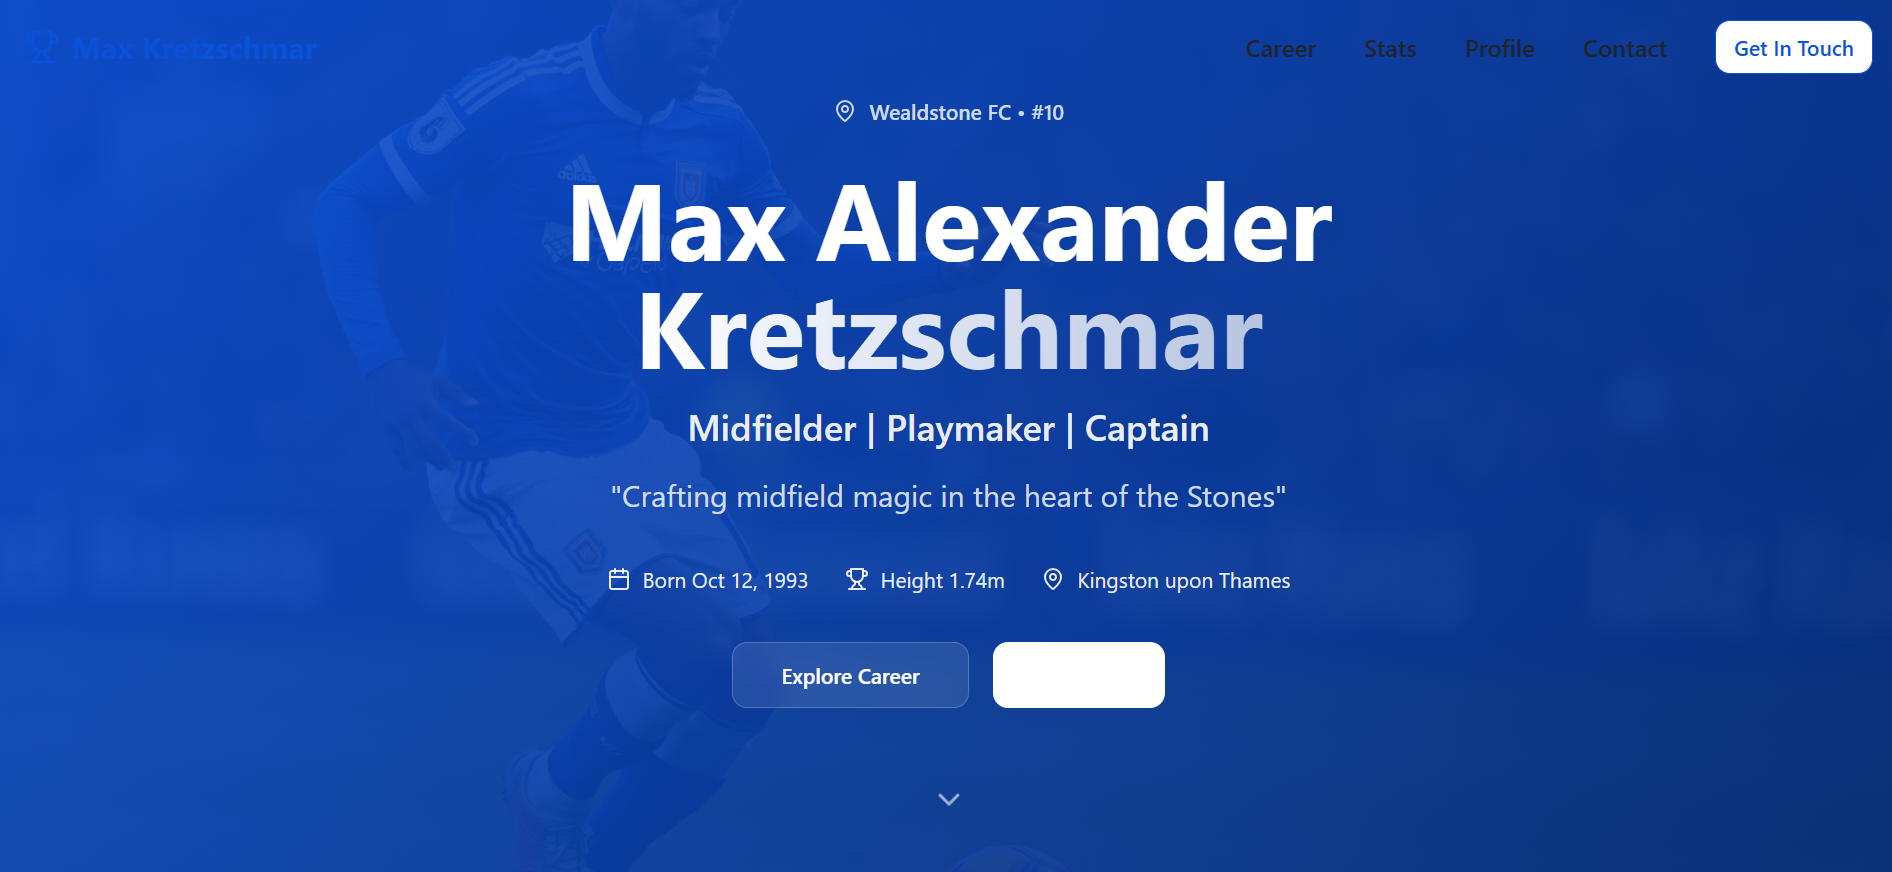 Max Kretzschmar
Career Stats Profile Contact Get In Touch
Wealdstone FC • #10
Max Alexander
Kretzschmar
Midfielder | Playmaker | Captain
"Crafting midfield magic in the heart of the Stones"
Born Oct 12, 1993 Height 1.74m Kingston upon Thames
Explore Career
adidas